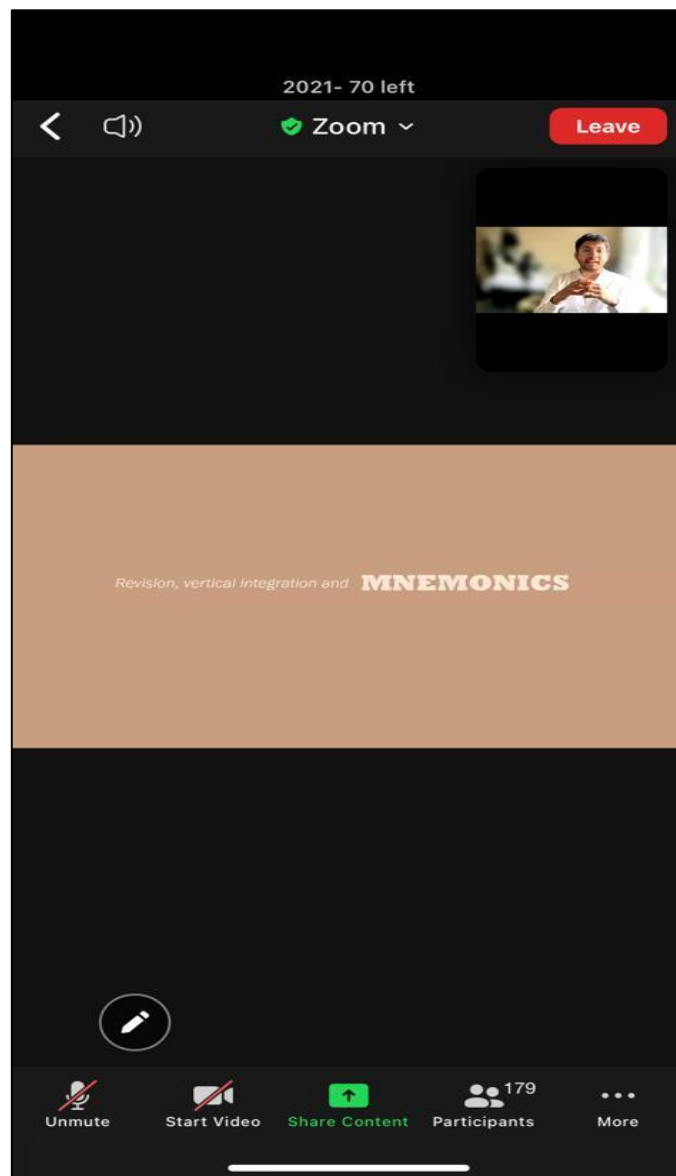 2021- 70 left
Zoom
Leave
Revision, vertical integration and MNEMONICS
179
Unmute
Start Video
Share Content
Participants
More